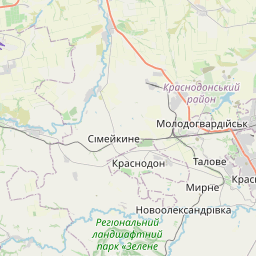 Краснодонський
район
Молодогвардійськ
Сімейкине
Краснодон
Талове
Мирне
Новоолександрівка
Регіональний
ландшафтний
парк «Зелене